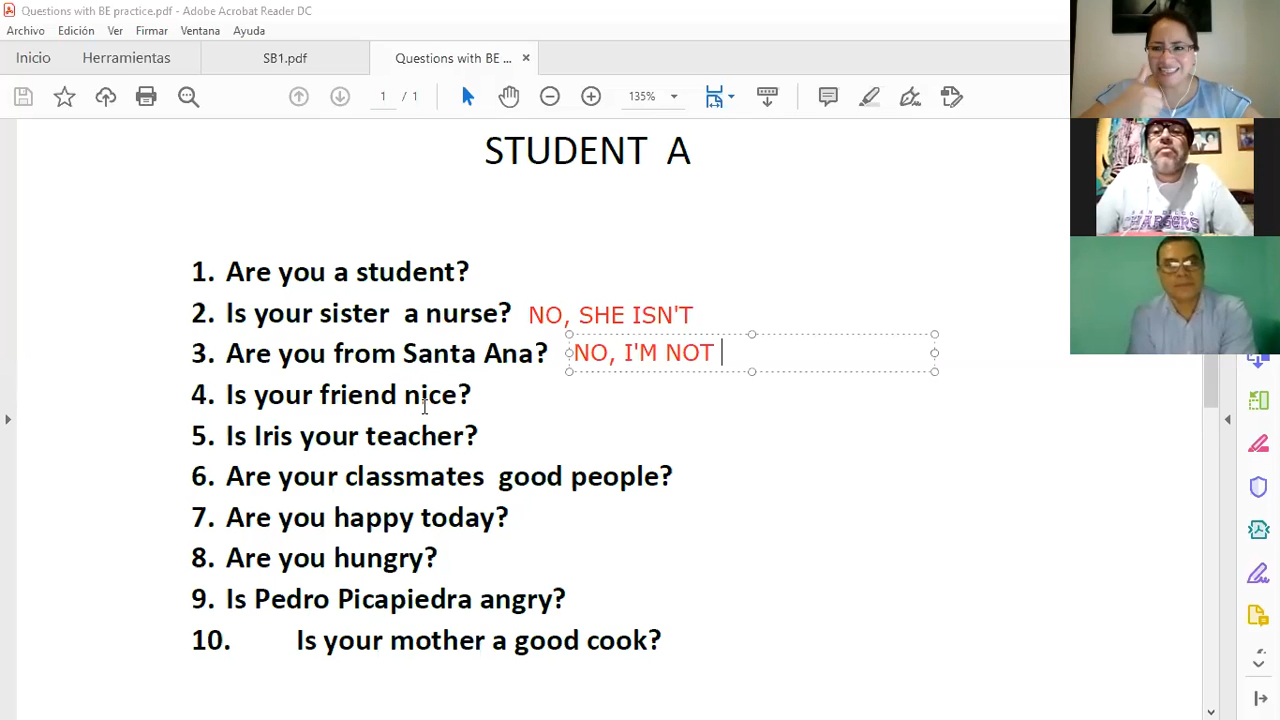 Questions with BE practice.pdf - Adobe Acrobat Reader DC
Archivo Edición Ver Firmar Ventana Ayuda
Inicio Herramientas SB1.pdf Questions with BE ... ×
1 / 1 135%
STUDENT A
1. Are you a student?
2. Is your sister a nurse? NO, SHE ISN'T
3. Are you from Santa Ana? NO, I'M NOT
4. Is your friend nice?
5. Is Iris your teacher?
6. Are your classmates good people?
7. Are you happy today?
8. Are you hungry?
9. Is Pedro Picapiedra angry?
10. Is your mother a good cook?
SAN DIEGO
CHARGERS